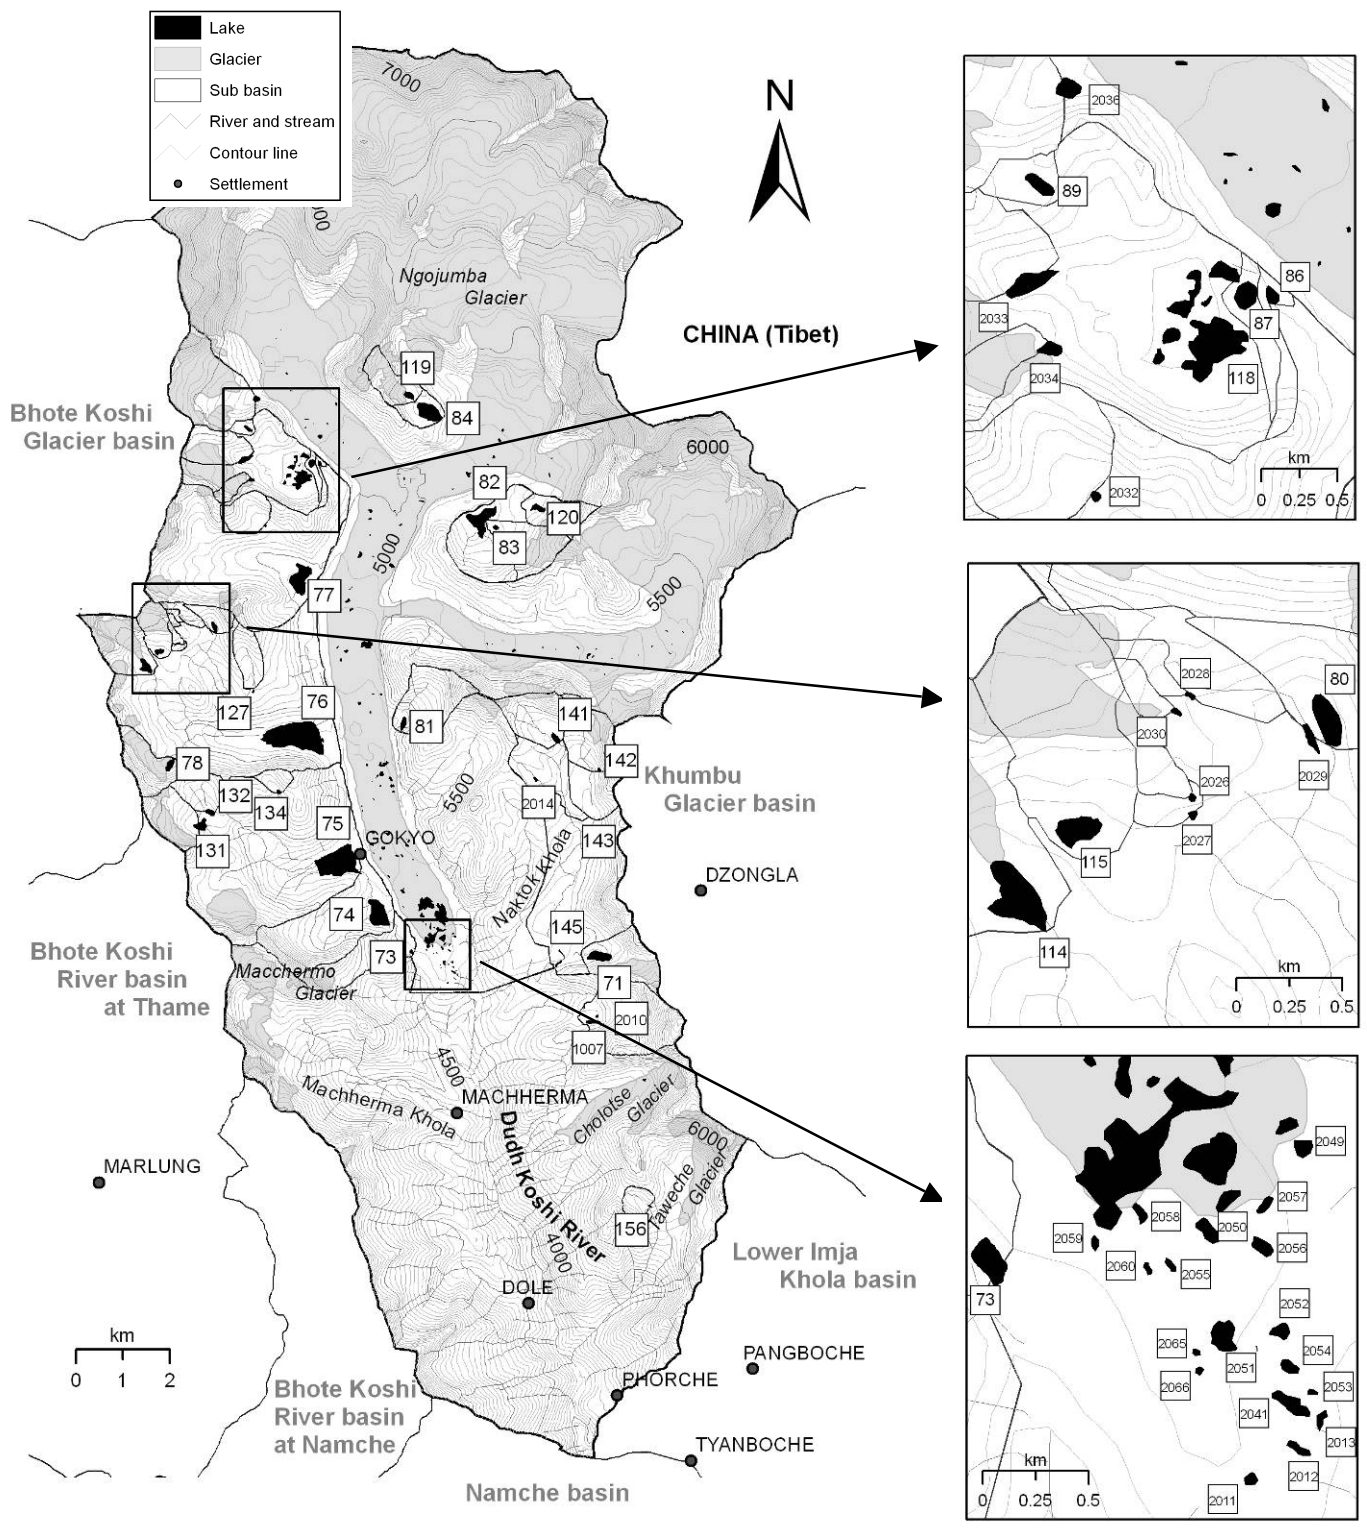 Lake
Glacier
Sub basin
River and stream
Contour line
Settlement
7000
N
Ngojumba
Glacier
CHINA (Tibet)
119
84
Bhote Koshi
Glacier basin
6000
82
120
83
5000
5500
77
127
76
81
141
142
78
132
134
131
75
GOKYO
5500
2014
143
Khumbu
Glacier basin
DZONGLA
Naktok Khola
74
73
145
71
2010
1007
Bhote Koshi
River basin
at Thame
Macchermo
Glacier
4500
MACHHERMA
Machherma Khola
Cholotse
Glacier
Dudh Koshi River
6000
Taweche
Glacier
156
4000
MARLUNG
DOLE
Lower Imja
Khola basin
PANGBOCHE
PHORCHE
TYANBOCHE
km
0 1 2
Bhote Koshi
River basin
at Namche
Namche basin
2036
89
86
2033
87
2034
118
2032
km
0 0.25 0.5
2028
80
2030
2029
2026
2027
115
114
km
0 0.25 0.5
2049
2057
2058
2050
2059
2056
2060
2055
73
2052
2065
2054
2051
2066
2053
2041
2013
2012
2011
km
0 0.25 0.5